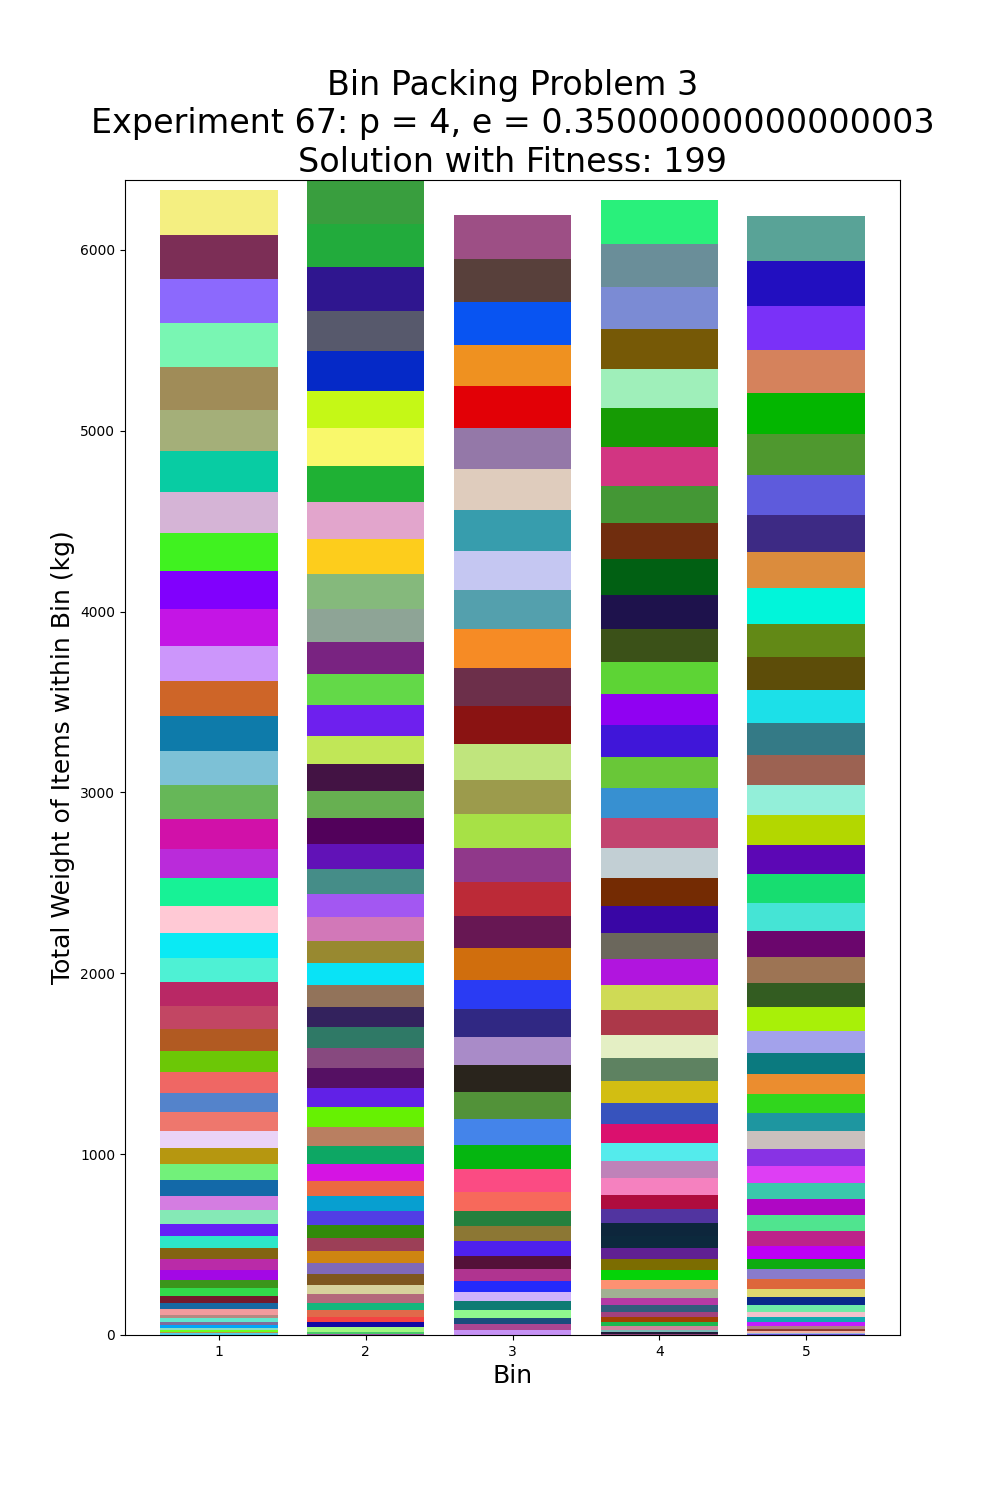 Bin Packing Problem 3
Experiment 67: p = 4, e = 0.35000000000000003
Solution with Fitness: 199
Total Weight of Items within Bin (kg)
6000
5000
4000
3000
2000
1000
0
1 2 3 4 5
Bin